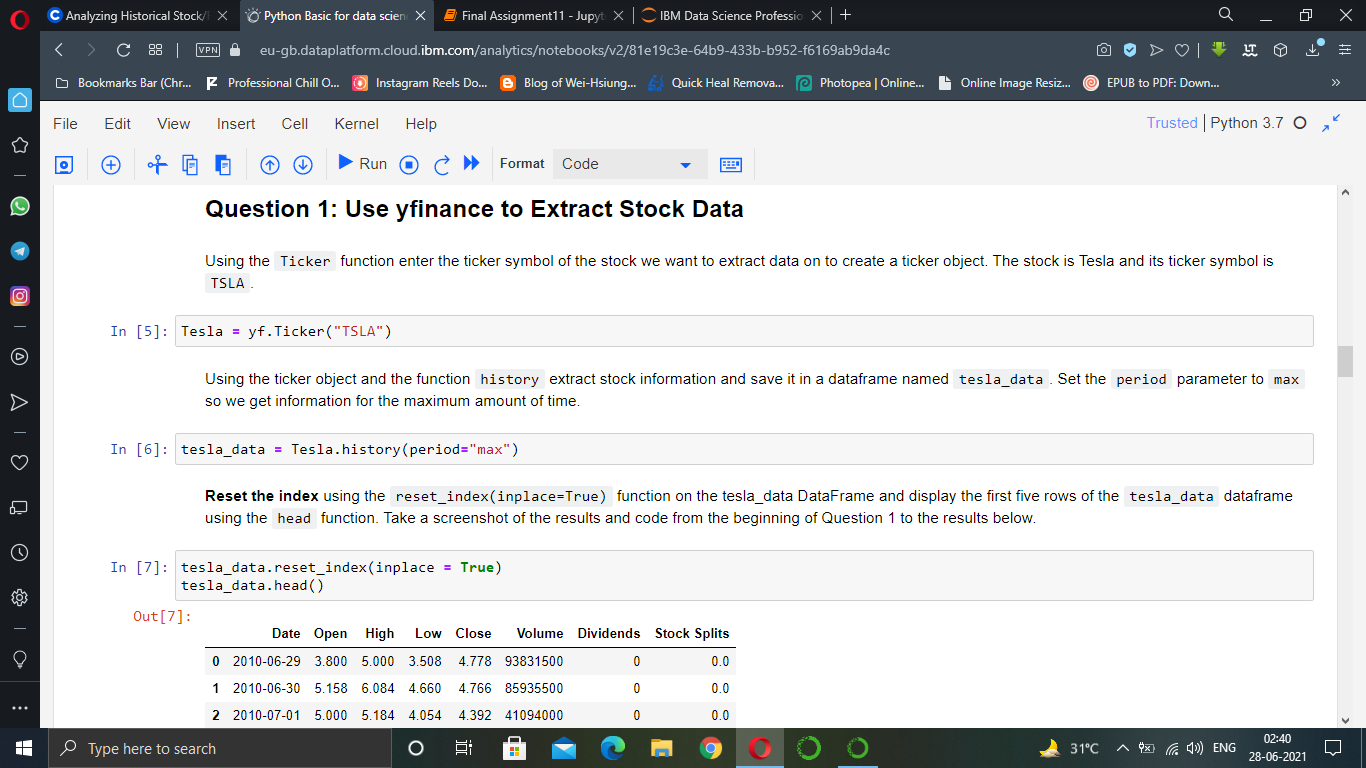 Analyzing Historical Stock/ Python Basic for data scien Final Assignment11 - Jupyt IBM Data Science Professio
VPN eu-gb.dataplatform.cloud.ibm.com/analytics/notebooks/v2/81e19c3e-64b9-433b-b952-f6169ab9da4c
Bookmarks Bar (Chr... Professional Chill O... Instagram Reels Do... Blog of Wei-Hsiung... Quick Heal Remova... Photopea | Online... Online Image Resiz... EPUB to PDF: Down... »
File Edit View Insert Cell Kernel Help Trusted | Python 3.7
Run Format Code
Question 1: Use yfinance to Extract Stock Data
Using the Ticker function enter the ticker symbol of the stock we want to extract data on to create a ticker object. The stock is Tesla and its ticker symbol is
TSLA .
In [5]: Tesla = yf.Ticker("TSLA")
Using the ticker object and the function history extract stock information and save it in a dataframe named tesla_data . Set the period parameter to max
so we get information for the maximum amount of time.
In [6]: tesla_data = Tesla.history(period="max")
Reset the index using the reset_index(inplace=True) function on the tesla_data DataFrame and display the first five rows of the tesla_data dataframe
using the head function. Take a screenshot of the results and code from the beginning of Question 1 to the results below.
In [7]: tesla_data.reset_index(inplace = True)
tesla_data.head()
Out[7]:
Date Open High Low Close Volume Dividends Stock Splits
0 2010-06-29 3.800 5.000 3.508 4.778 93831500 0 0.0
1 2010-06-30 5.158 6.084 4.660 4.766 85935500 0 0.0
2 2010-07-01 5.000 5.184 4.054 4.392 41094000 0 0.0
Type here to search 31°C ENG 02:40
28-06-2021